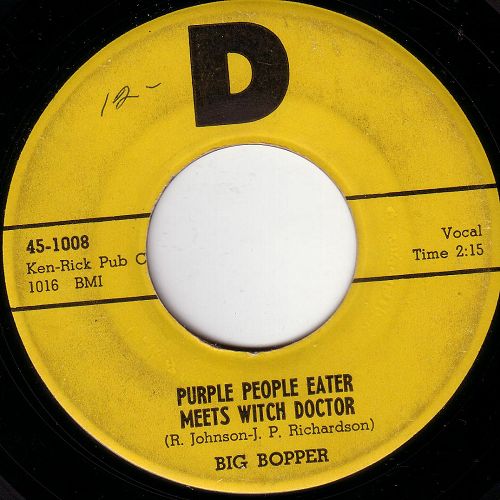 D
12-
45-1008
Ken-Rick Pub C
1016 BMI
Vocal
Time 2:15
PURPLE PEOPLE EATER
MEETS WITCH DOCTOR
(R. Johnson-J. P. Richardson)
BIG BOPPER